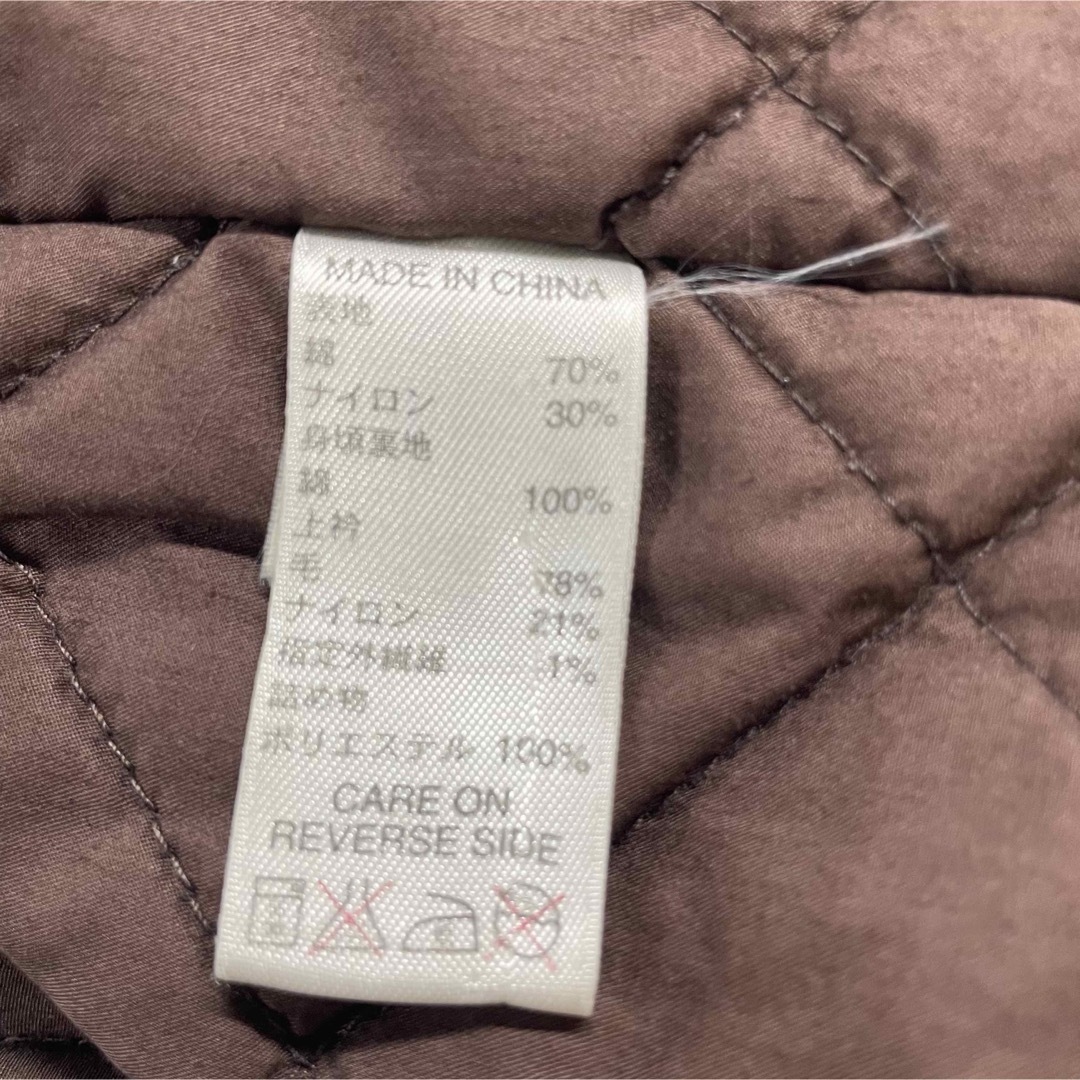 MADE IN CHINA
表地
綿 70%
ナイロン 30%
身頃裏地
綿 100%
上衿
毛 78%
ナイロン 21%
指定外繊維 1%
詰め物
ポリエステル 100%
CARE ON
REVERSE SIDE